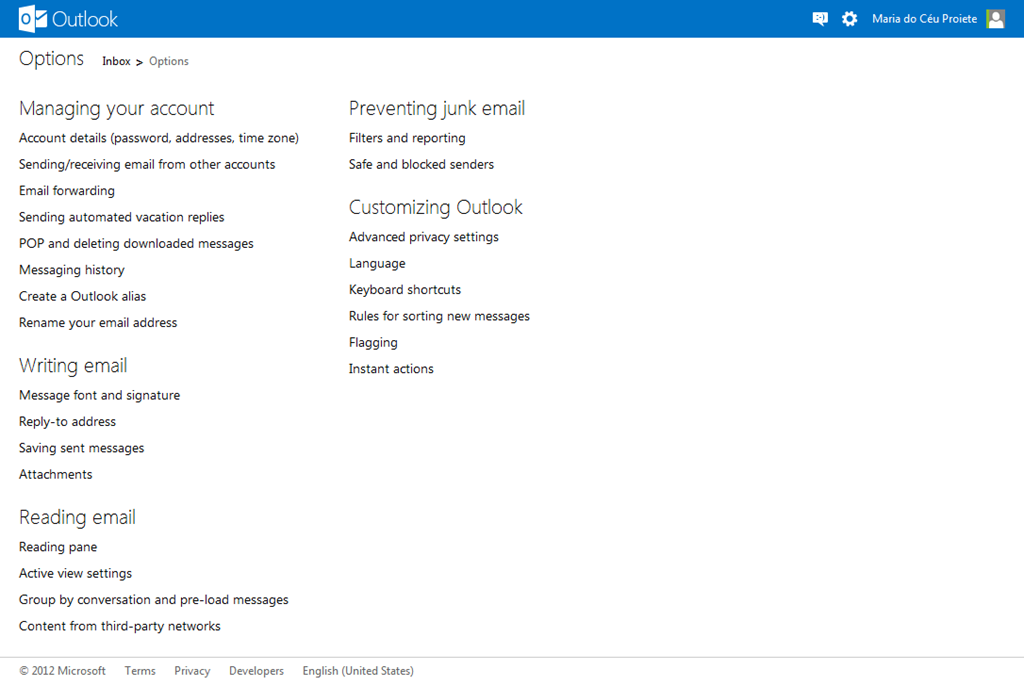 Outlook
Maria do Céu Proiete
Options
Inbox > Options
Managing your account
Account details (password, addresses, time zone)
Sending/receiving email from other accounts
Email forwarding
Sending automated vacation replies
POP and deleting downloaded messages
Messaging history
Create a Outlook alias
Rename your email address
Writing email
Message font and signature
Reply-to address
Saving sent messages
Attachments
Reading email
Reading pane
Active view settings
Group by conversation and pre-load messages
Content from third-party networks
Preventing junk email
Filters and reporting
Safe and blocked senders
Customizing Outlook
Advanced privacy settings
Language
Keyboard shortcuts
Rules for sorting new messages
Flagging
Instant actions
© 2012 Microsoft Terms Privacy Developers English (United States)